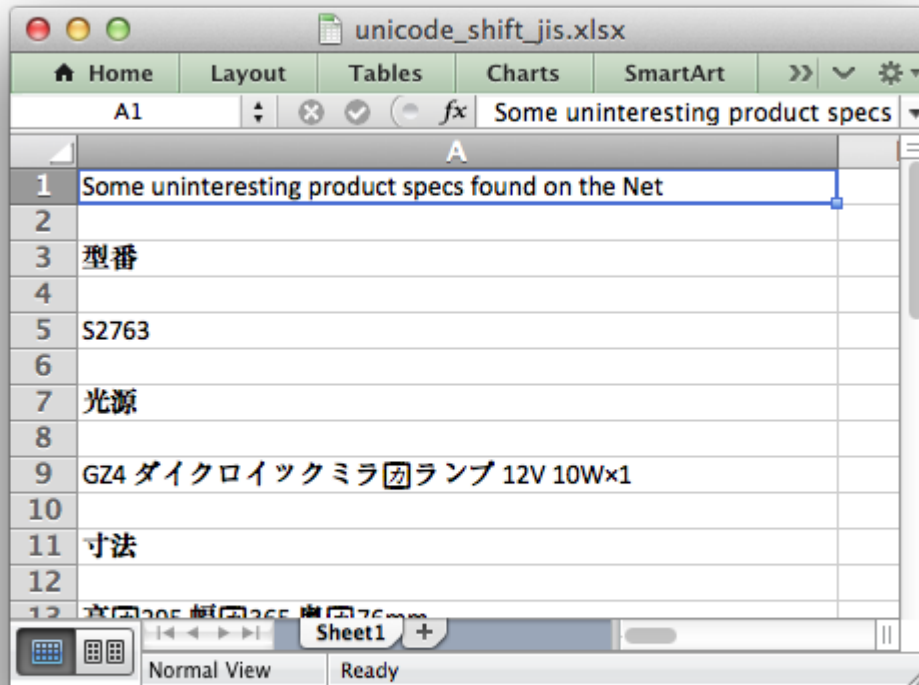 unicode_shift_jis.xlsx
Home Layout Tables Charts SmartArt
A1 fx Some uninteresting product specs
A
1 Some uninteresting product specs found on the Net
2
3 型番
4
5 S2763
6
7 光源
8
9 GZ4 ダイクロイックミラカランプ 12V 10W×1
10
11 寸法
12
13
Sheet1 +
Normal View Ready